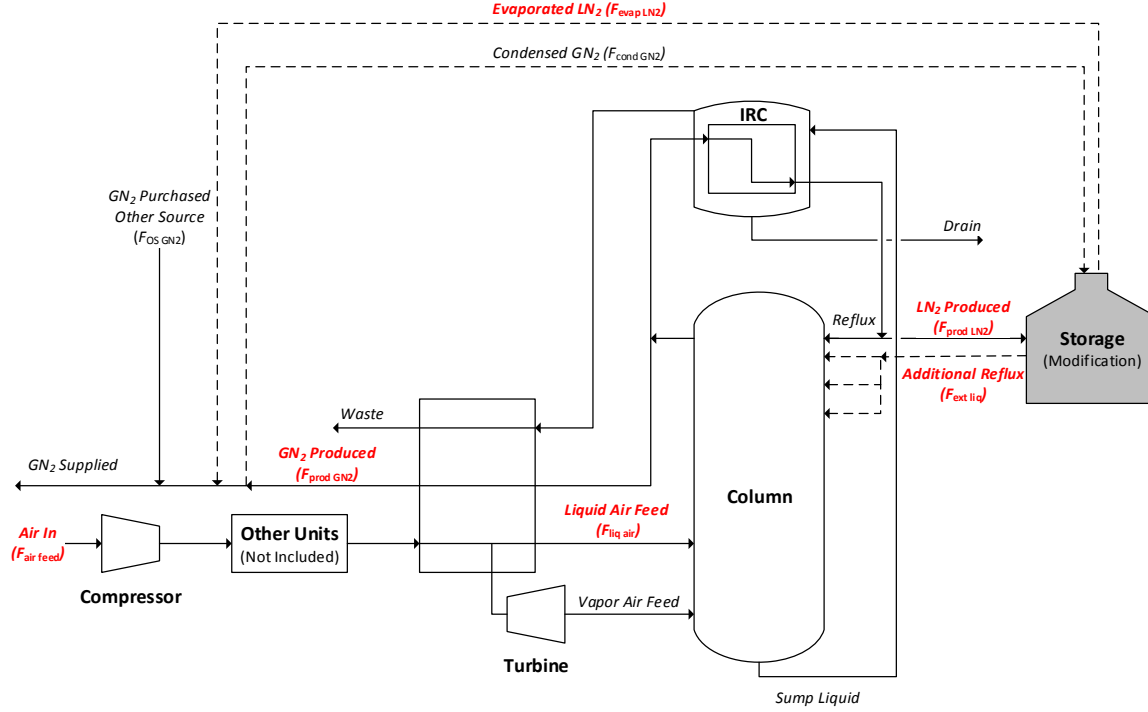 Evaporated LN2 (Fevap LN2)
Condensed GN2 (Fcond GN2)
IRC
GN2 Purchased
Other Source
(FOS GN2)
Drain
Reflux
LN2 Produced
(Fprod LN2)
Storage
(Modification)
Additional Reflux
(Fext liq)
Waste
GN2 Supplied
GN2 Produced
(Fprod GN2)
Column
Liquid Air Feed
(Fliq air)
Air In
(Fair feed)
Other Units
(Not Included)
Compressor
Vapor Air Feed
Turbine
Sump Liquid